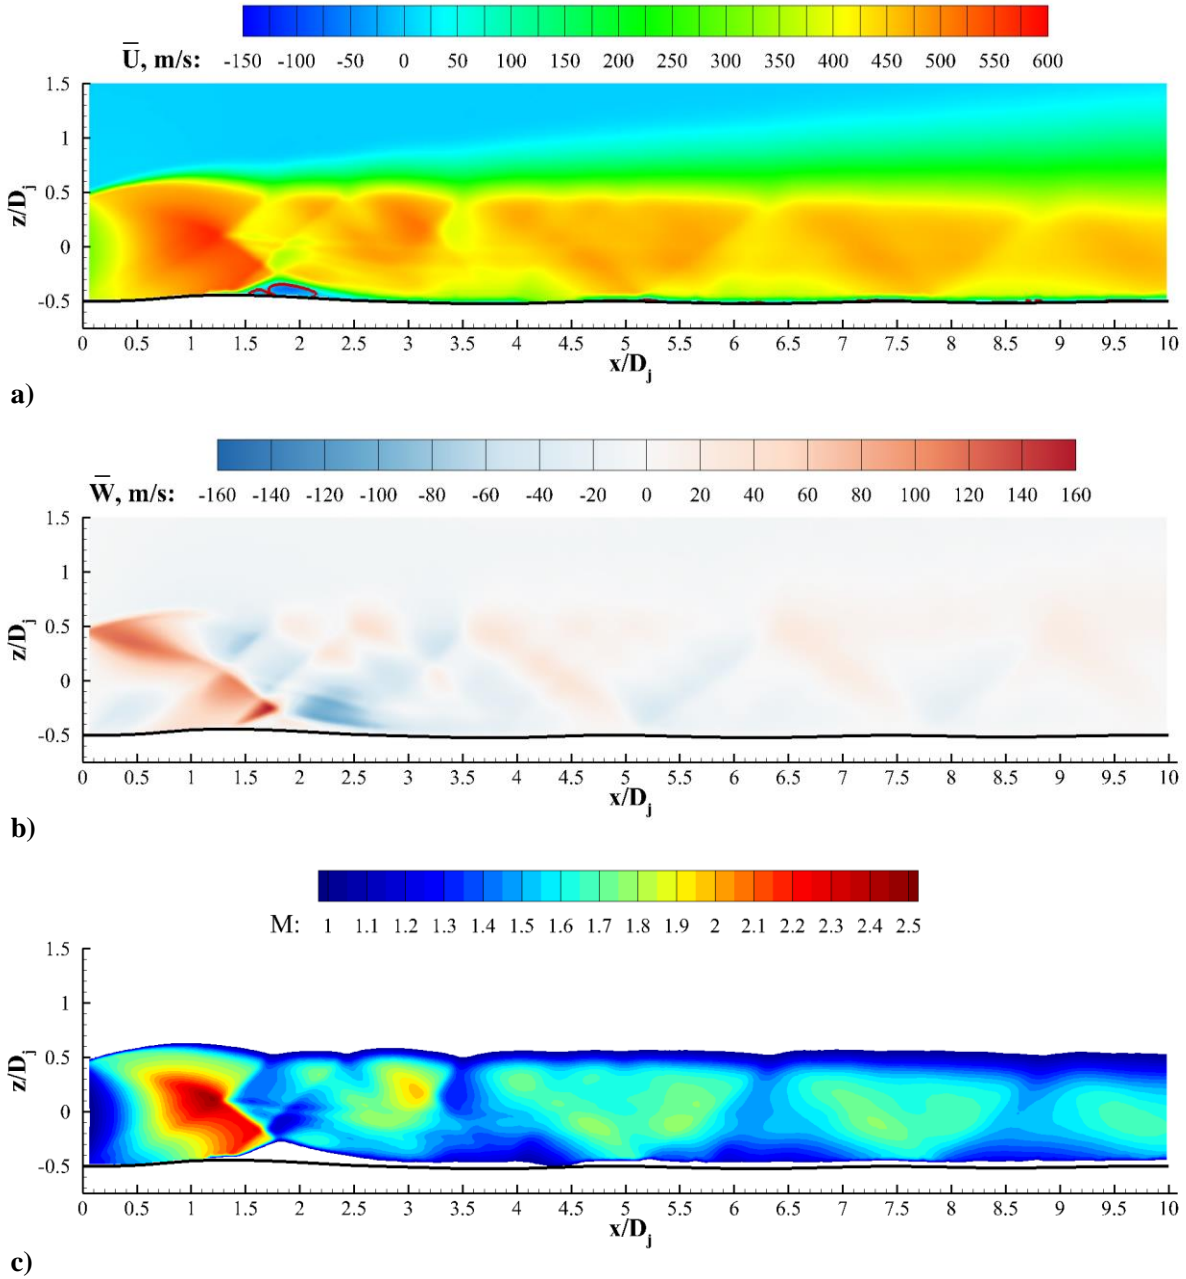 U̅, m/s: -150 -100 -50 0 50 100 150 200 250 300 350 400 450 500 550 600
1.5
1
0.5
0
-0.5
z/Dj
0 0.5 1 1.5 2 2.5 3 3.5 4 4.5 5 5.5 6 6.5 7 7.5 8 8.5 9 9.5 10
x/Dj
a)
W̅, m/s: -160 -140 -120 -100 -80 -60 -40 -20 0 20 40 60 80 100 120 140 160
1.5
1
0.5
0
-0.5
z/Dj
0 0.5 1 1.5 2 2.5 3 3.5 4 4.5 5 5.5 6 6.5 7 7.5 8 8.5 9 9.5 10
x/Dj
b)
M: 1 1.1 1.2 1.3 1.4 1.5 1.6 1.7 1.8 1.9 2 2.1 2.2 2.3 2.4 2.5
1.5
1
0.5
0
-0.5
z/Dj
0 0.5 1 1.5 2 2.5 3 3.5 4 4.5 5 5.5 6 6.5 7 7.5 8 8.5 9 9.5 10
x/Dj
c)